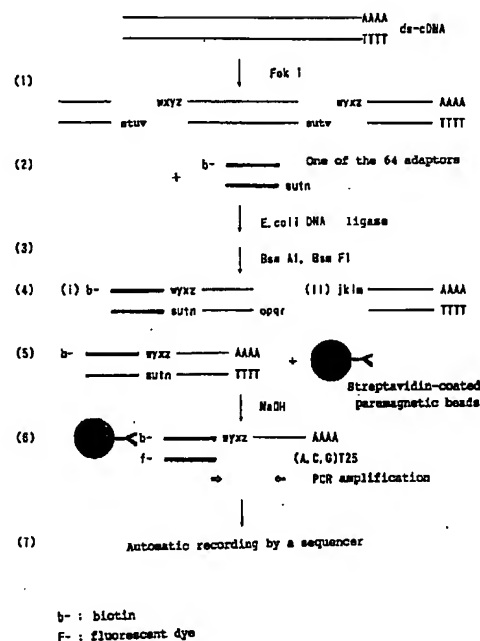 AAAA
ds-cDNA
TTTT
Fok I
(1)
wxyz wyxz AAAA
stuv sutv TTTT
(2) b- One of the 64 adaptors
+ sutn
E.coli DNA ligase
(3)
Bsm A1, Bsm F1
(4) (i) b- wyxz (ii) jklm AAAA
sutn opqr TTTT
(5) b- wyxz AAAA +
sutn TTTT
Streptavidin-coated
paramagnetic beads
NaOH
(6) b- wyxz AAAA
f- (A,C,G)T25
PCR amplification
(7) Automatic recording by a sequencer
b- : biotin
F- : fluorescent dye